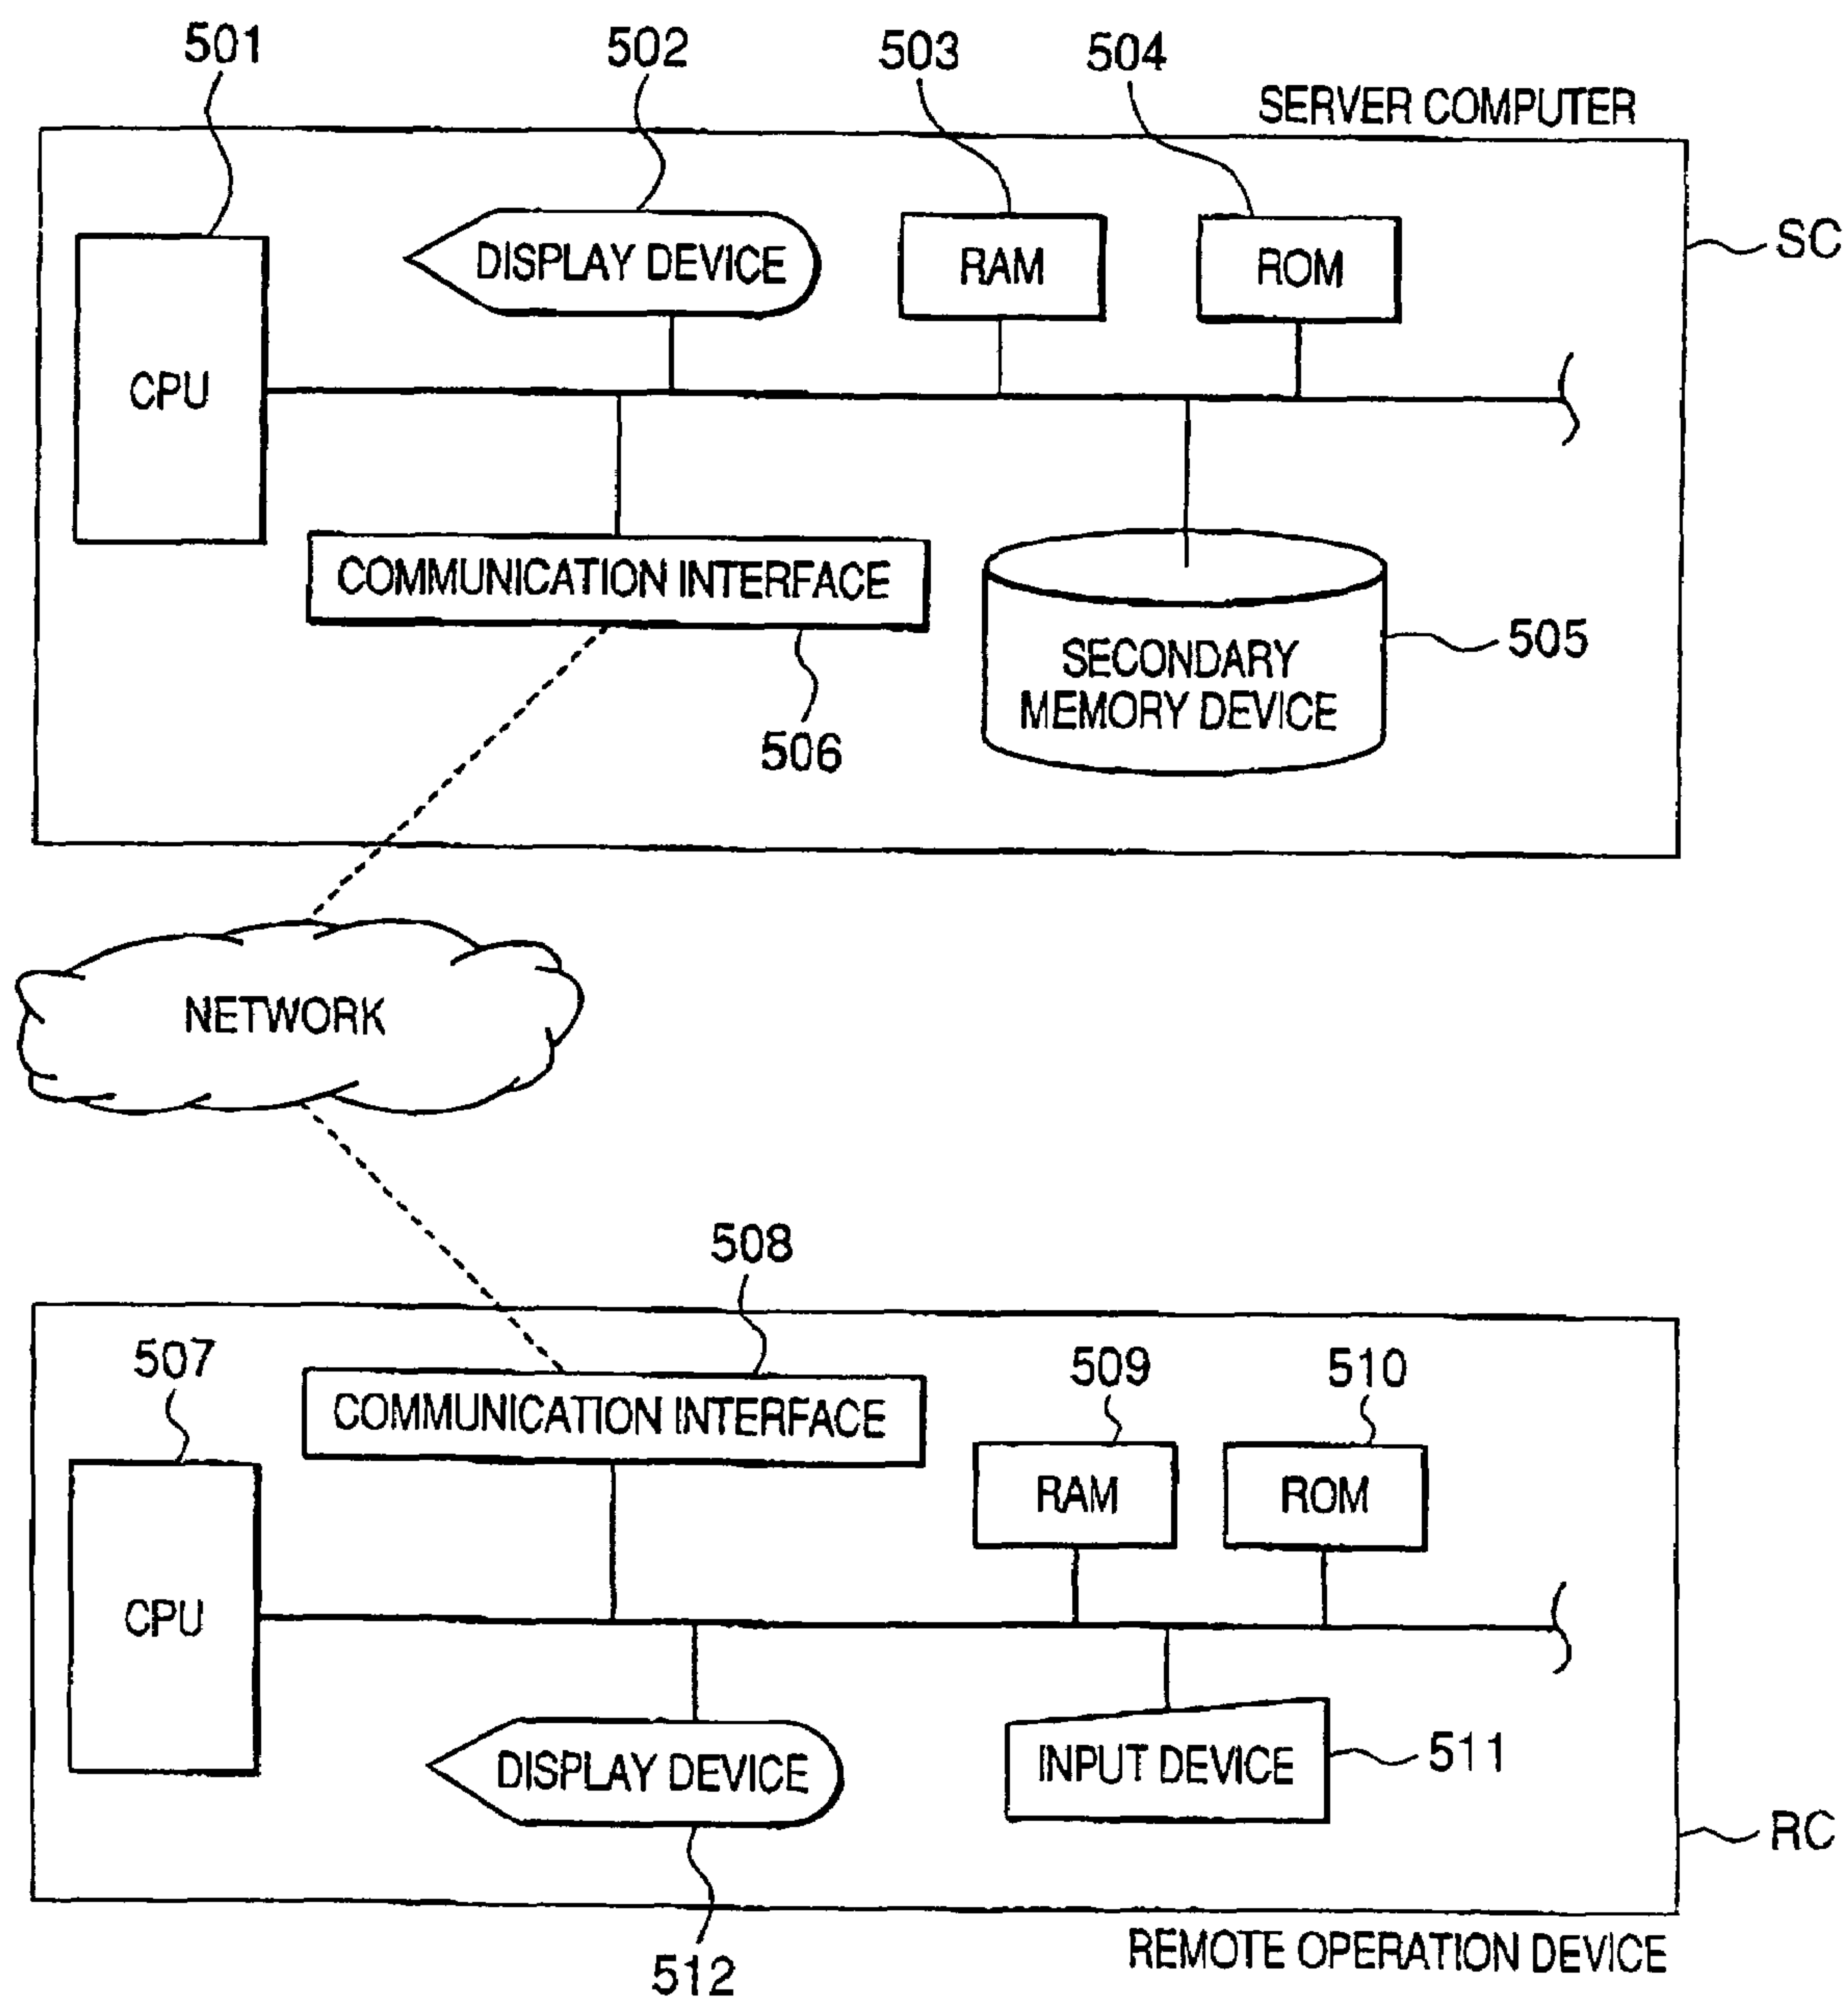 501
502
503
504
SERVER COMPUTER
SC
DISPLAY DEVICE
RAM
ROM
CPU
COMMUNICATION INTERFACE
505
SECONDARY
MEMORY DEVICE
506
NETWORK
508
507
509
510
COMMUNICATION INTERFACE
RAM
ROM
CPU
DISPLAY DEVICE
INPUT DEVICE
511
RC
512
REMOTE OPERATION DEVICE